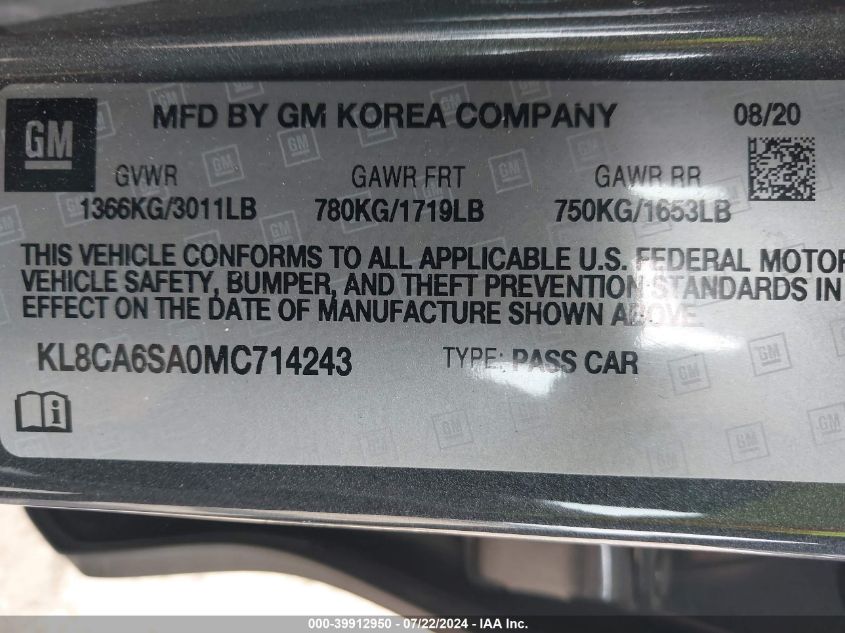 GM
MFD BY GM KOREA COMPANY 08/20
GVWR GAWR FRT GAWR RR
1366KG/3011LB 780KG/1719LB 750KG/1653LB
THIS VEHICLE CONFORMS TO ALL APPLICABLE U.S. FEDERAL MOTOR
VEHICLE SAFETY, BUMPER, AND THEFT PREVENTION STANDARDS IN
EFFECT ON THE DATE OF MANUFACTURE SHOWN ABOVE.
KL8CA6SA0MC714243 TYPE: PASS CAR
000-39912950 - 07/22/2024 - IAA Inc.